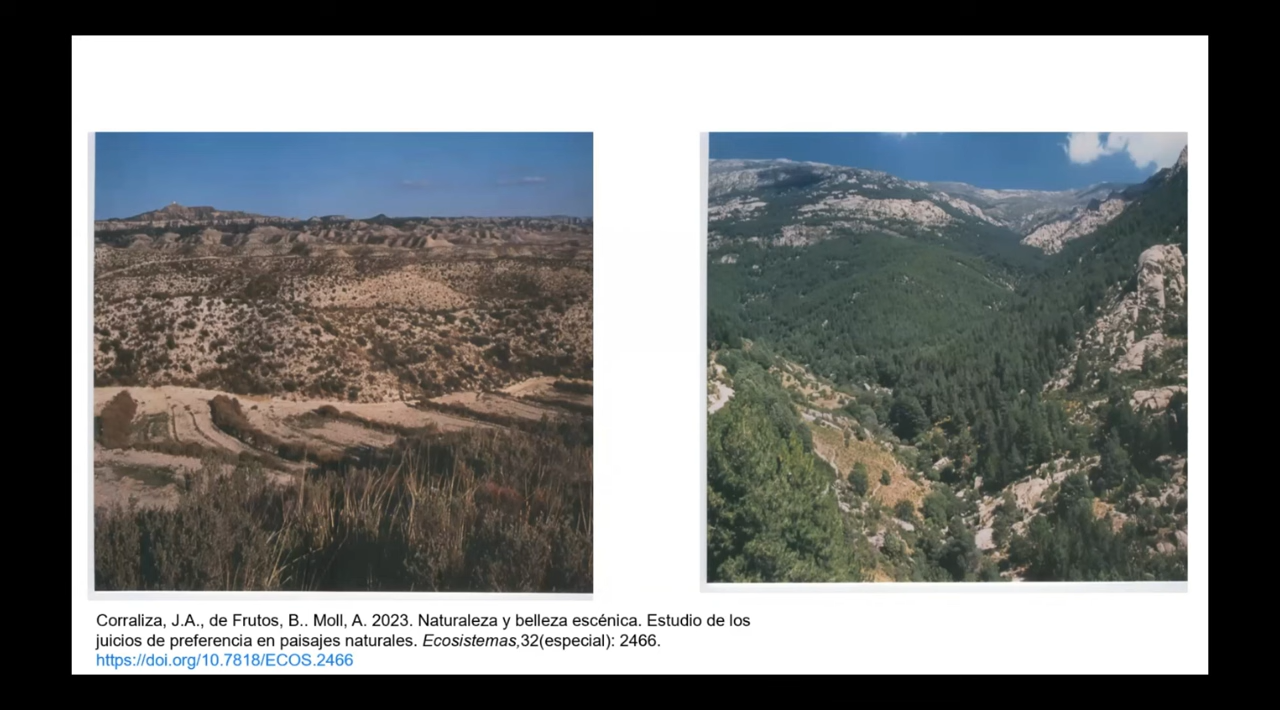 Corraliza, J.A., de Frutos, B.. Moll, A. 2023. Naturaleza y belleza escénica. Estudio de los
juicios de preferencia en paisajes naturales. Ecosistemas,32(especial): 2466.
https://doi.org/10.7818/ECOS.2466